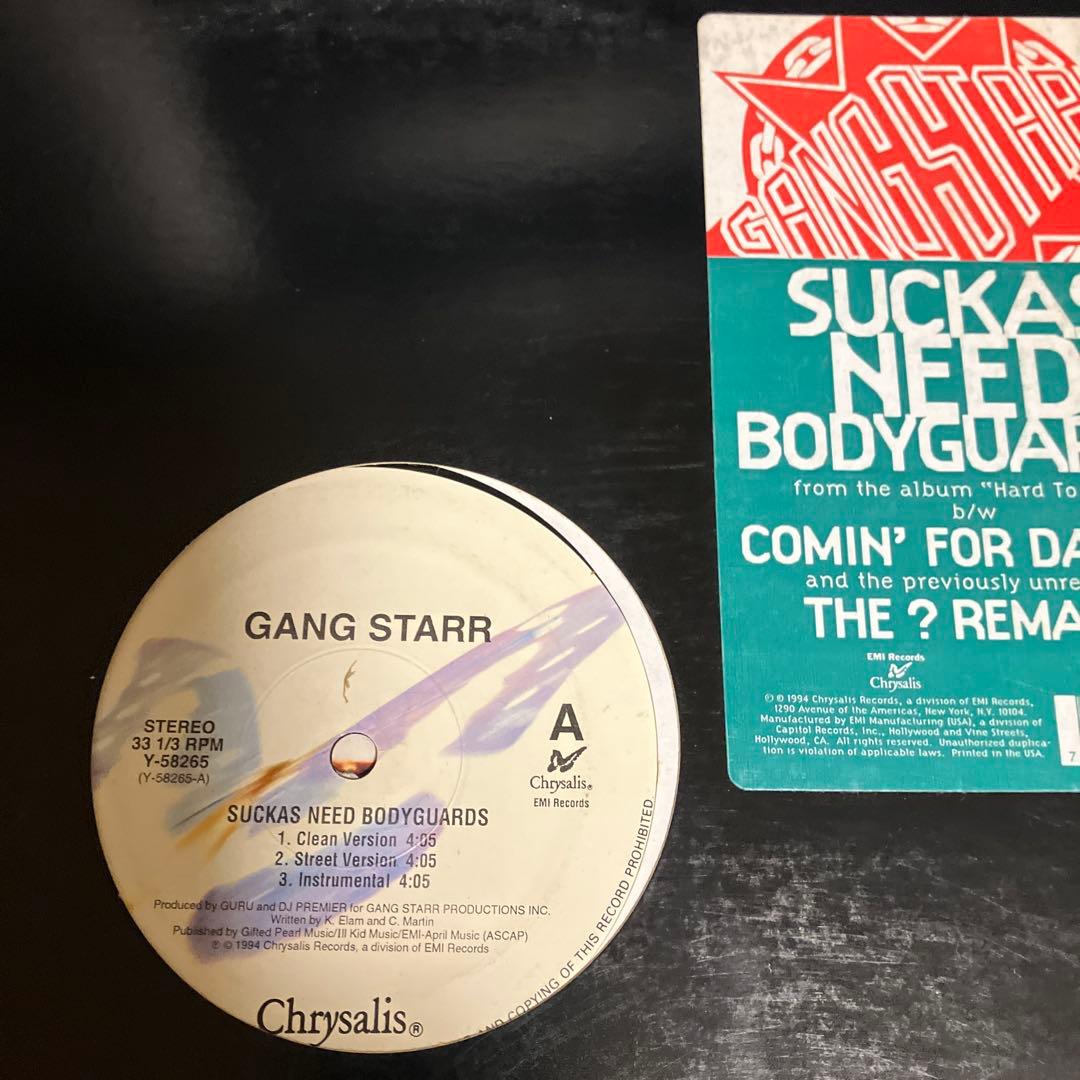 GANG STARR
STEREO
33 1/3 RPM
Y-58265
(Y-58265-A)
A
Chrysalis®
EMI Records
SUCKAS NEED BODYGUARDS
1. Clean Version 4:05
2. Street Version 4:05
3. Instrumental 4:05
Produced by GURU and DJ PREMIER for GANG STARR PRODUCTIONS INC.
Written by K. Elam and C. Martin
Published by Gifted Pearl Music/Ill Kid Music/EMI-April Music (ASCAP)
℗ © 1994 Chrysalis Records, a division of EMI Records
Chrysalis®
AND COPYING OF THIS RECORD PROHIBITED
GANGSTAR
SUCKAS
NEED
BODYGUAR
from the album "Hard To
b/w
COMIN' FOR DA
and the previously unre
THE ? REMA
EMI Records
Chrysalis
℗ © 1994 Chrysalis Records, a division of EMI Records,
1290 Avenue of the Americas, New York, N.Y. 10104.
Manufactured by EMI Manufacturing (USA), a division of
Capitol Records, Inc., Hollywood and Vine Streets,
Hollywood, CA. All rights reserved. Unauthorized duplica-
tion is violation of applicable laws. Printed in the USA.
7